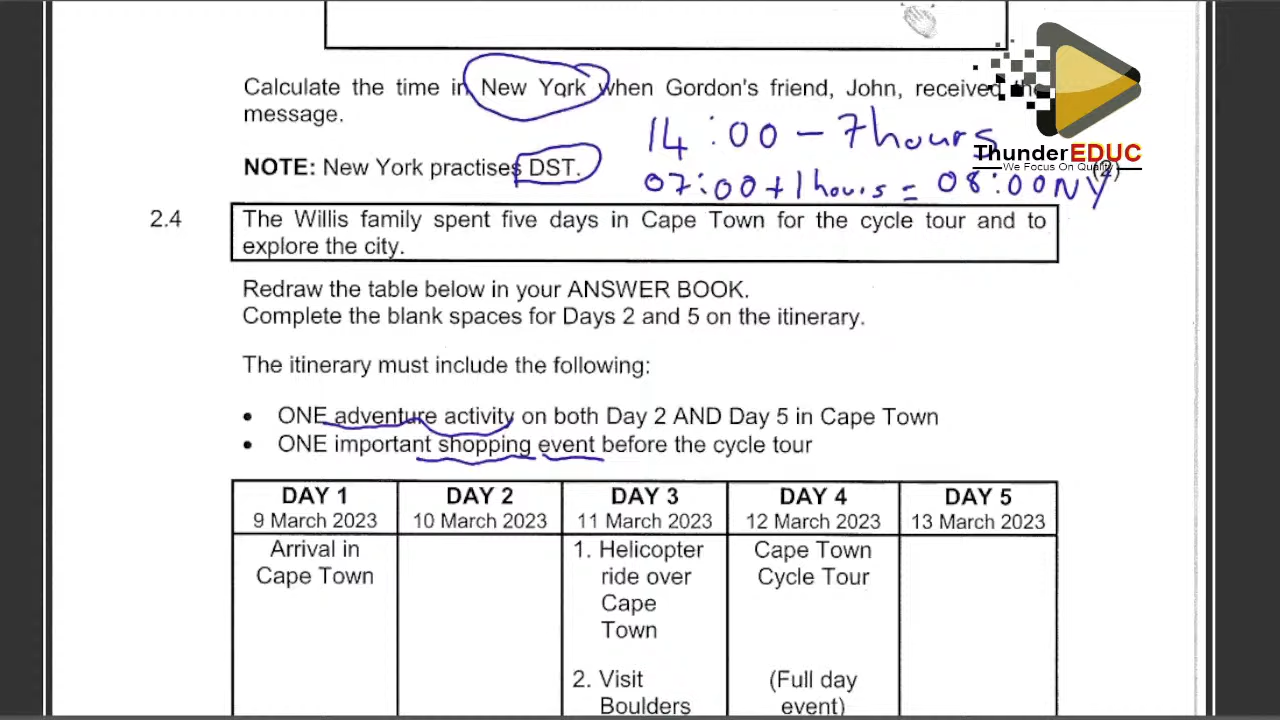 Calculate the time in New York when Gordon's friend, John, received the
message.
14:00 - 7 hours
ThunderEDUC
We Focus On Quality
(2)
NOTE: New York practises DST.
07:00 + 1 hours = 08:00 NY
2.4
The Willis family spent five days in Cape Town for the cycle tour and to
explore the city.
Redraw the table below in your ANSWER BOOK.
Complete the blank spaces for Days 2 and 5 on the itinerary.
The itinerary must include the following:
• ONE adventure activity on both Day 2 AND Day 5 in Cape Town
• ONE important shopping event before the cycle tour
DAY 1 DAY 2 DAY 3 DAY 4 DAY 5
9 March 2023 10 March 2023 11 March 2023 12 March 2023 13 March 2023
Arrival in
Cape Town
1. Helicopter
ride over
Cape
Town
2. Visit
Boulders
Cape Town
Cycle Tour
(Full day
event)